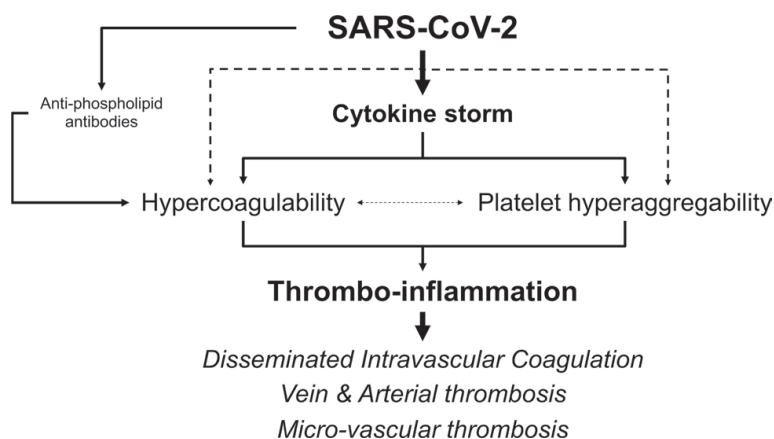 SARS-CoV-2
Anti-phospholipid
antibodies
Cytokine storm
Hypercoagulability
Platelet hyperaggregability
Thrombo-inflammation
Disseminated Intravascular Coagulation
Vein & Arterial thrombosis
Micro-vascular thrombosis